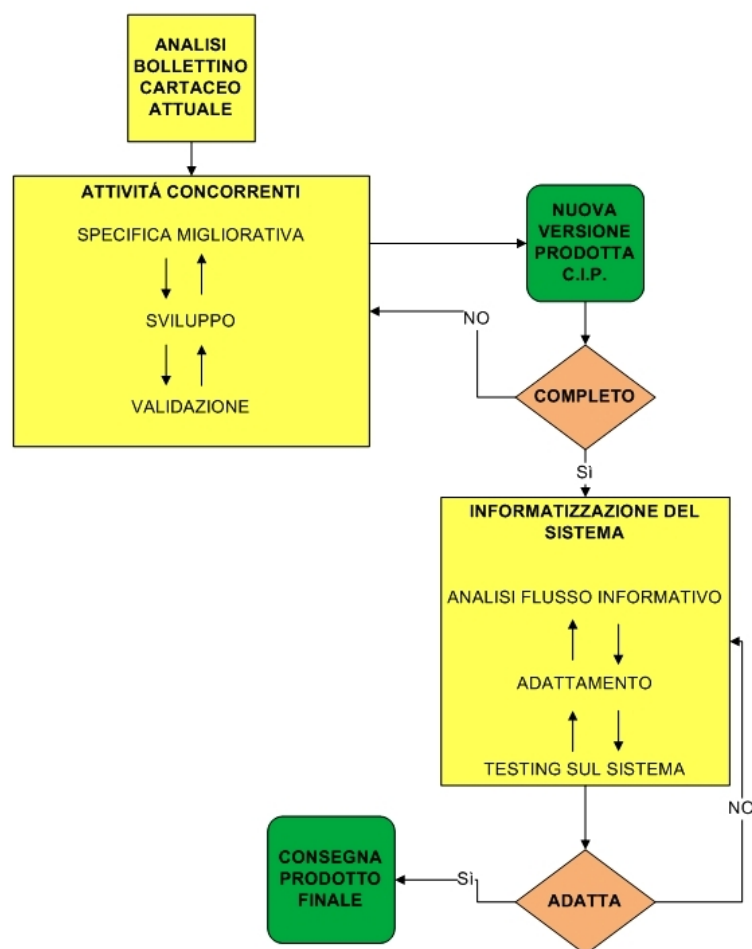 ANALISI
BOLLETTINO
CARTACEO
ATTUALE
ATTIVITÁ CONCORRENTI
SPECIFICA MIGLIORATIVA
SVILUPPO
VALIDAZIONE
NUOVA
VERSIONE
PRODOTTA
C.I.P.
NO
COMPLETO
Sì
INFORMATIZZAZIONE DEL
SISTEMA
ANALISI FLUSSO INFORMATIVO
ADATTAMENTO
TESTING SUL SISTEMA
NO
CONSEGNA
PRODOTTO
FINALE
Sì
ADATTA